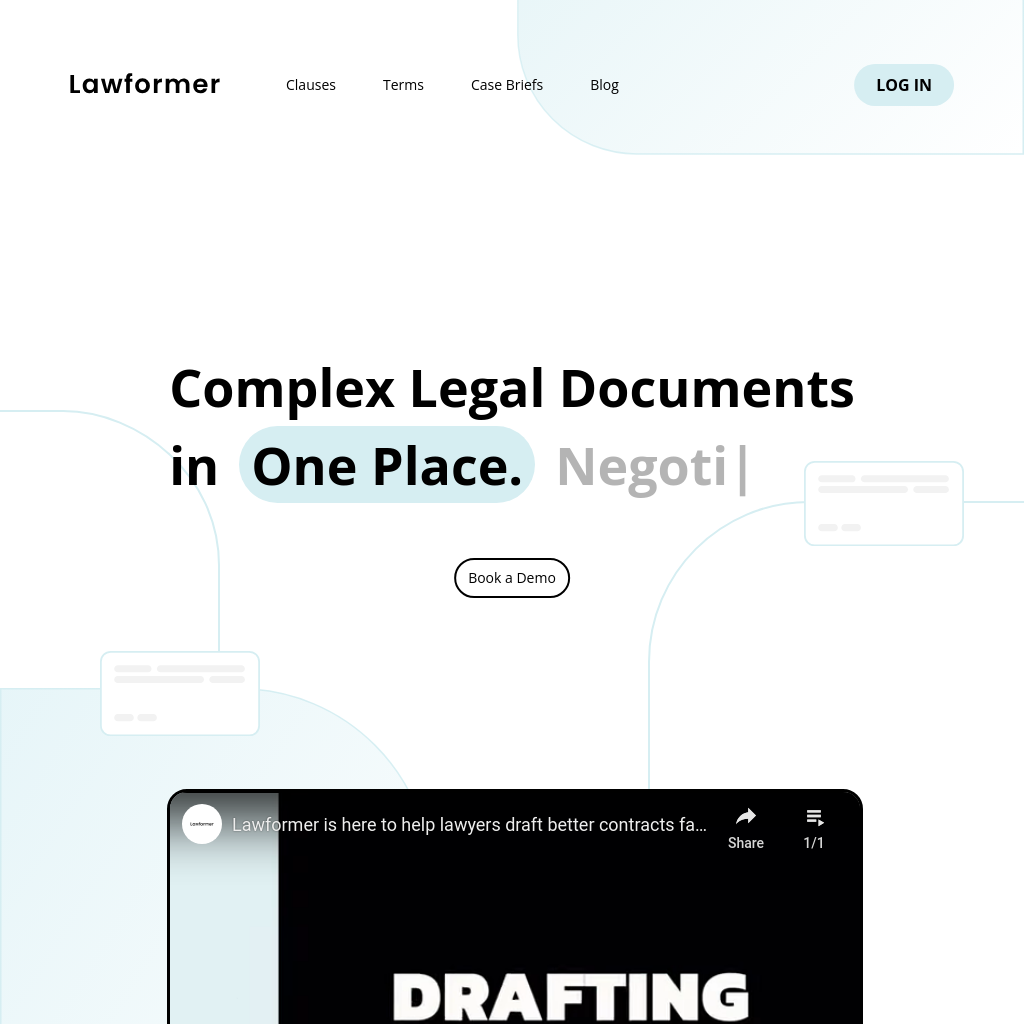 Lawformer
Clauses
Terms
Case Briefs
Blog
LOG IN
Complex Legal Documents
in One Place. Negoti|
Book a Demo
Lawformer
Lawformer is here to help lawyers draft better contracts fa...
Share
1/1
DRAFTING